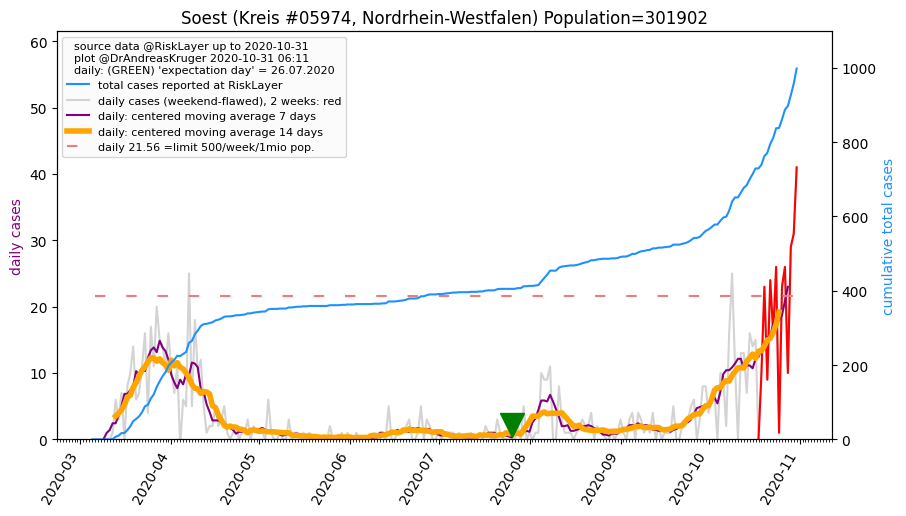 Soest (Kreis #05974, Nordrhein-Westfalen) Population=301902
source data @RiskLayer up to 2020-10-31
plot @DrAndreasKruger 2020-10-31 06:11
daily: (GREEN) 'expectation day' = 26.07.2020
total cases reported at RiskLayer
daily cases (weekend-flawed), 2 weeks: red
daily: centered moving average 7 days
daily: centered moving average 14 days
daily 21.56 =limit 500/week/1mio pop.
daily cases
60
50
40
30
20
10
0
cumulative total cases
1000
800
600
400
200
0
2020-03
2020-04
2020-05
2020-06
2020-07
2020-08
2020-09
2020-10
2020-11